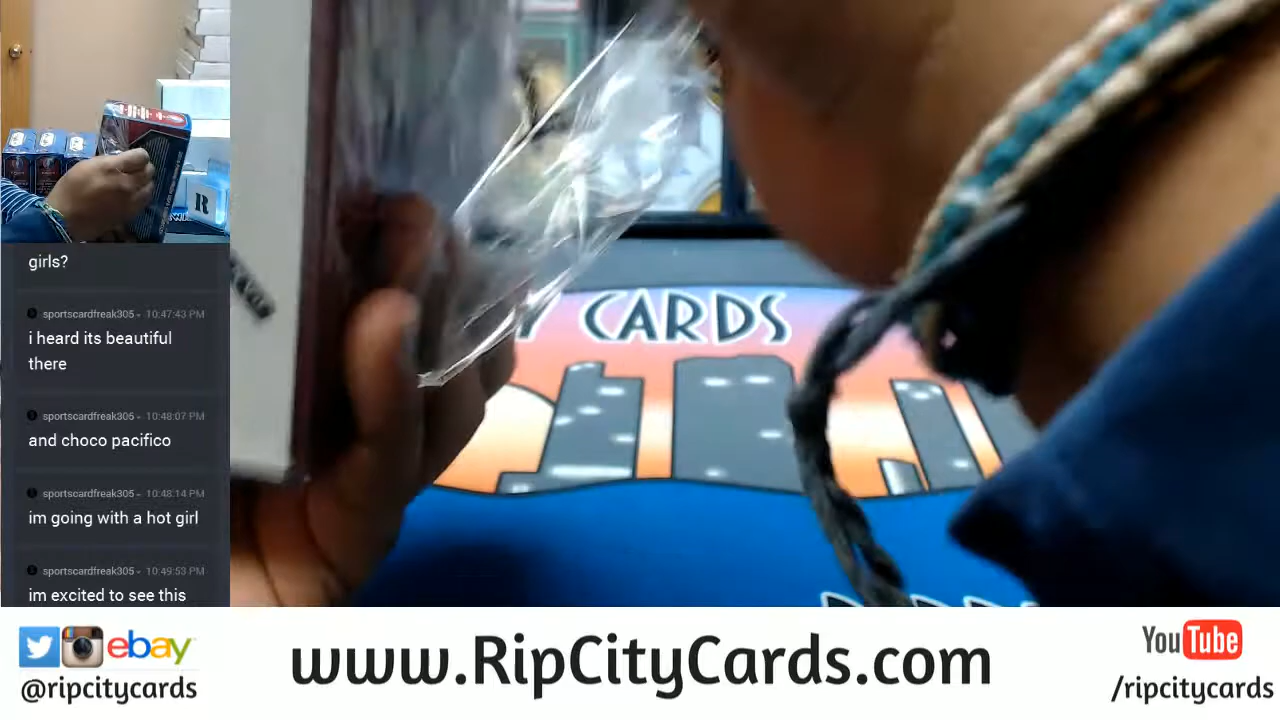 girls?
sportscardfreak305 10:47:43 PM
i heard its beautiful
there
sportscardfreak305 10:48:07 PM
and choco pacifico
sportscardfreak305 10:48:14 PM
im going with a hot girl
sportscardfreak305 10:49:53 PM
im excited to see this
CARDS
R
ebay
@ripcitycards
www.RipCityCards.com
YouTube
/ripcitycards